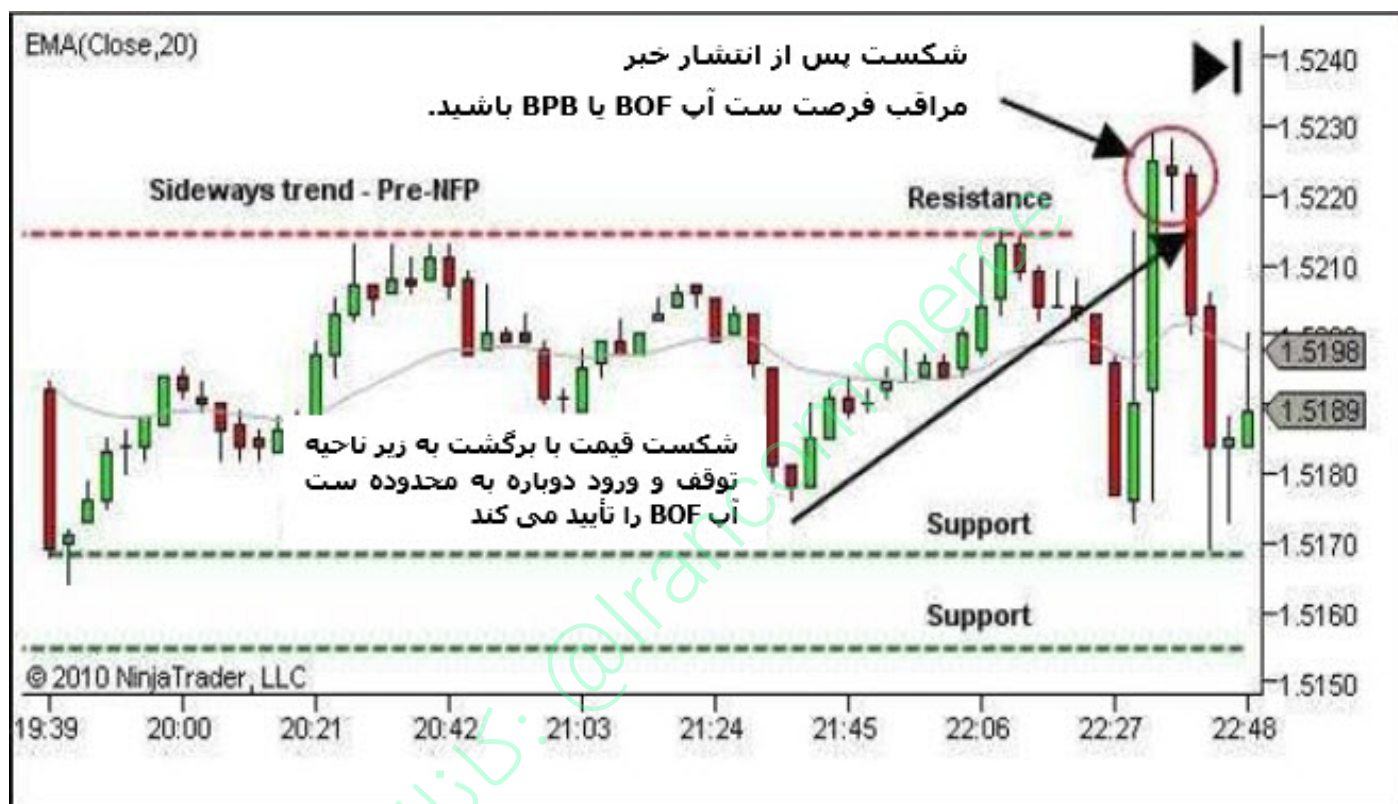 EMA(Close,20)
شکست پس از انتشار خبر
مراقب فرصت ست آپ BOF یا BPB باشید.
Sideways trend - Pre-NFP
Resistance
شکست قیمت با برگشت به زیر ناحیه
توقف و ورود دوباره به محدوده ست
آپ BOF را تأیید می کند
Support
Support
© 2010 NinjaTrader, LLC
1.5240
1.5230
1.5220
1.5210
1.5198
1.5189
1.5180
1.5170
1.5160
1.5150
19:39 20:00 20:21 20:42 21:03 21:24 21:45 22:06 22:27 22:48
@Irancommerce